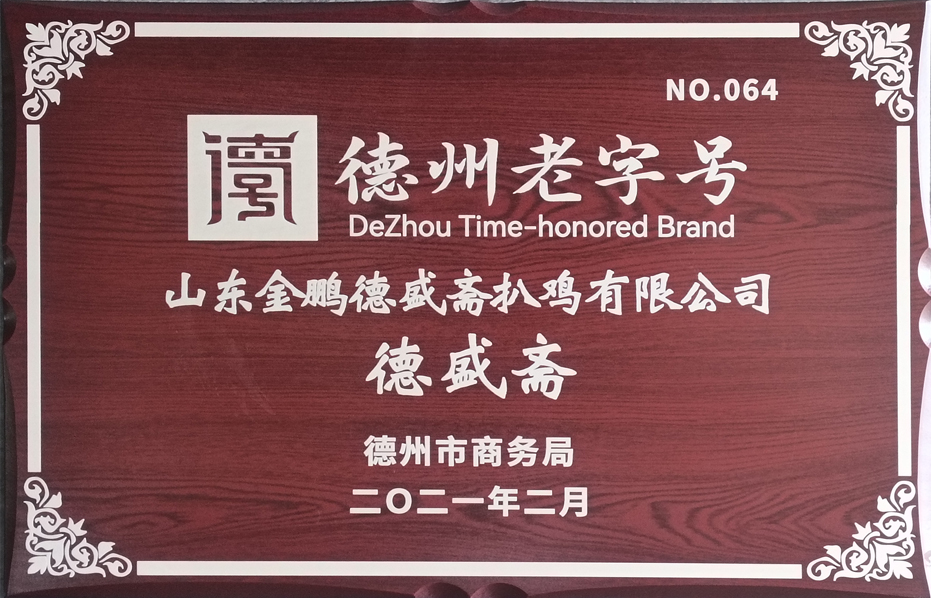 NO.064
德州老字号
DeZhou Time-honored Brand
山东金鹏德盛斋扒鸡有限公司
德盛斋
德州市商务局
二〇二一年二月